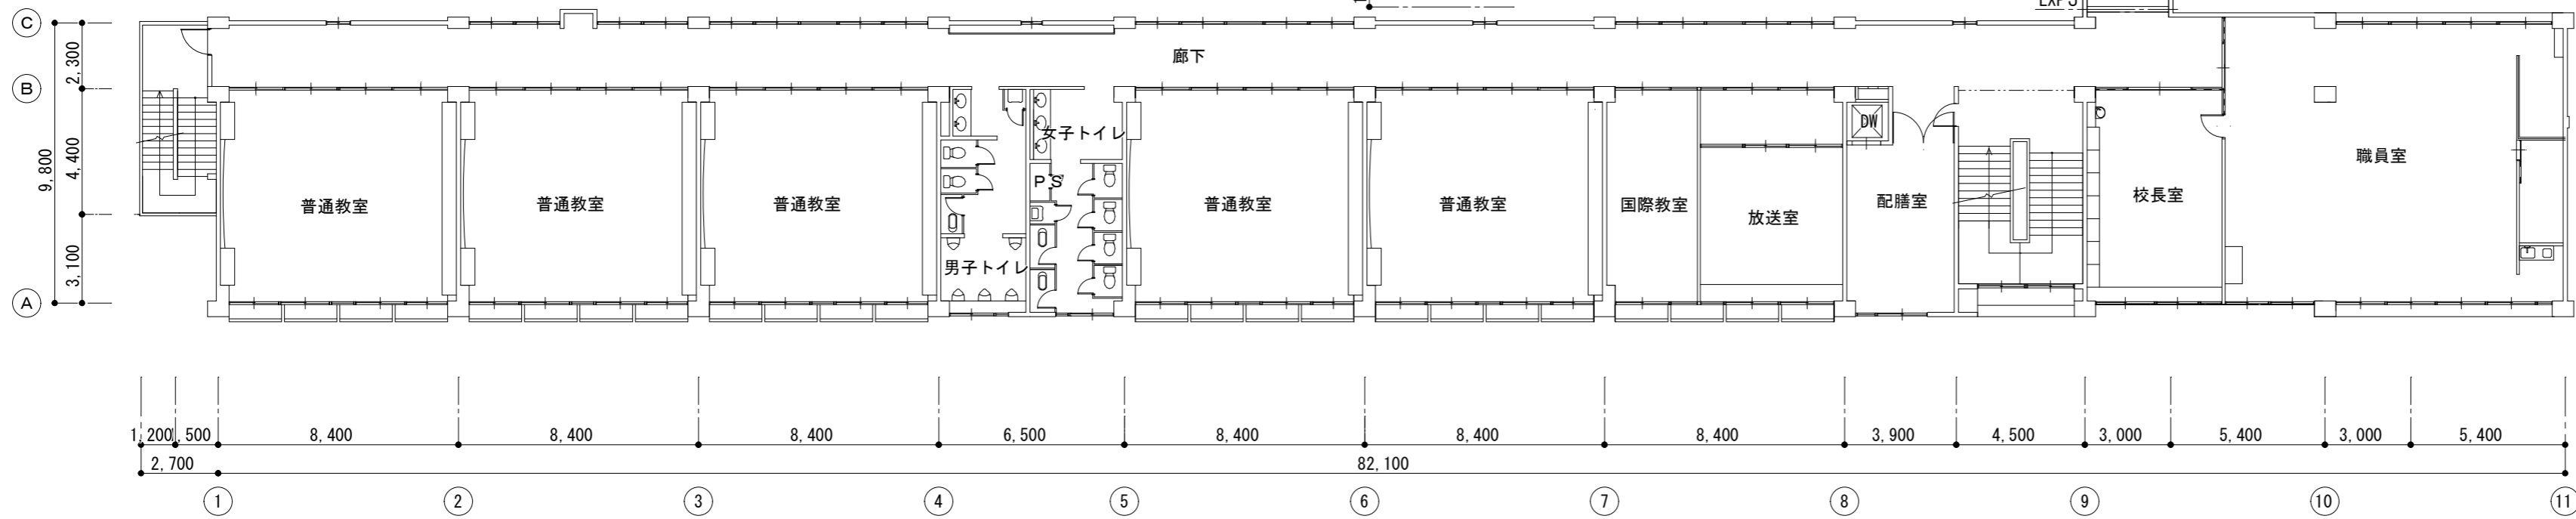 C
B
A
9,800
2,300
4,400
3,100
廊下
普通教室
普通教室
普通教室
男子トイレ
女子トイレ
PS
普通教室
普通教室
国際教室
放送室
DW
配膳室
校長室
職員室
1,200
8,400
8,400
8,400
6,500
8,400
8,400
8,400
3,900
4,500
3,000
5,400
3,000
5,400
2,700
82,100
1
2
3
4
5
6
7
8
9
10
11